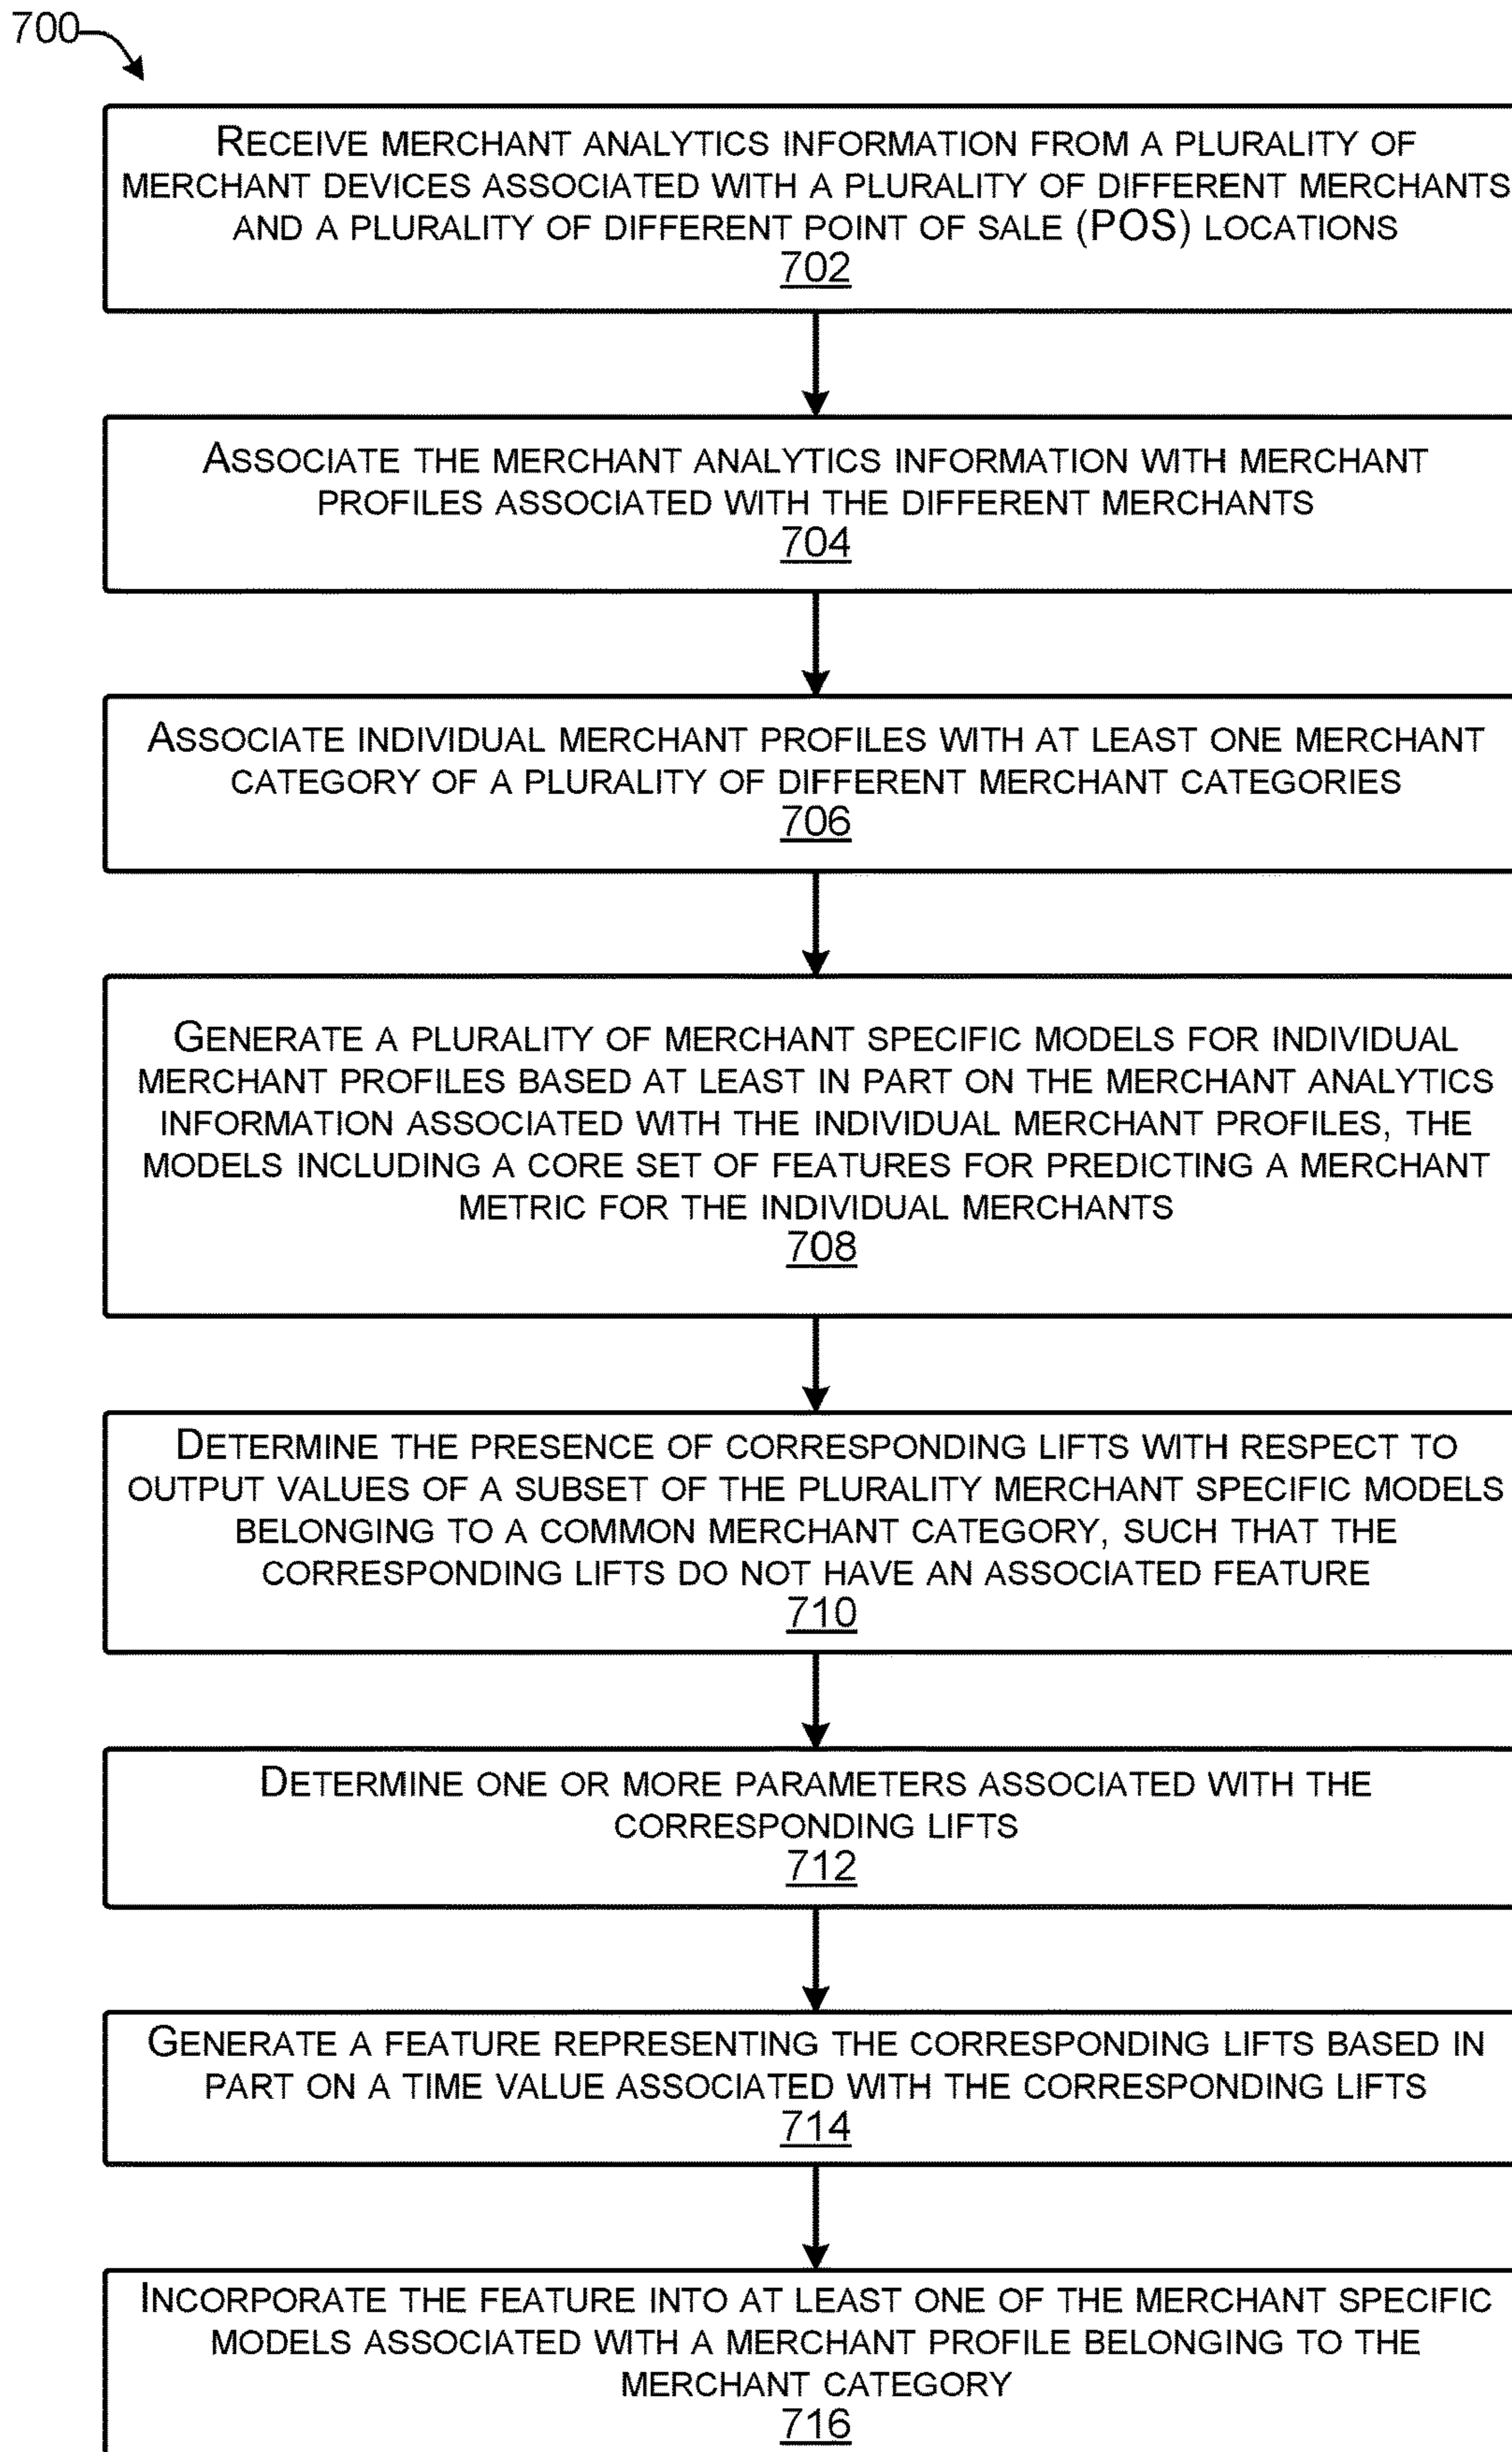 700
RECEIVE MERCHANT ANALYTICS INFORMATION FROM A PLURALITY OF
MERCHANT DEVICES ASSOCIATED WITH A PLURALITY OF DIFFERENT MERCHANTS
AND A PLURALITY OF DIFFERENT POINT OF SALE (POS) LOCATIONS
702
ASSOCIATE THE MERCHANT ANALYTICS INFORMATION WITH MERCHANT
PROFILES ASSOCIATED WITH THE DIFFERENT MERCHANTS
704
ASSOCIATE INDIVIDUAL MERCHANT PROFILES WITH AT LEAST ONE MERCHANT
CATEGORY OF A PLURALITY OF DIFFERENT MERCHANT CATEGORIES
706
GENERATE A PLURALITY OF MERCHANT SPECIFIC MODELS FOR INDIVIDUAL
MERCHANT PROFILES BASED AT LEAST IN PART ON THE MERCHANT ANALYTICS
INFORMATION ASSOCIATED WITH THE INDIVIDUAL MERCHANT PROFILES, THE
MODELS INCLUDING A CORE SET OF FEATURES FOR PREDICTING A MERCHANT
METRIC FOR THE INDIVIDUAL MERCHANTS
708
DETERMINE THE PRESENCE OF CORRESPONDING LIFTS WITH RESPECT TO
OUTPUT VALUES OF A SUBSET OF THE PLURALITY MERCHANT SPECIFIC MODELS
BELONGING TO A COMMON MERCHANT CATEGORY, SUCH THAT THE
CORRESPONDING LIFTS DO NOT HAVE AN ASSOCIATED FEATURE
710
DETERMINE ONE OR MORE PARAMETERS ASSOCIATED WITH THE
CORRESPONDING LIFTS
712
GENERATE A FEATURE REPRESENTING THE CORRESPONDING LIFTS BASED IN
PART ON A TIME VALUE ASSOCIATED WITH THE CORRESPONDING LIFTS
714
INCORPORATE THE FEATURE INTO AT LEAST ONE OF THE MERCHANT SPECIFIC
MODELS ASSOCIATED WITH A MERCHANT PROFILE BELONGING TO THE
MERCHANT CATEGORY
716